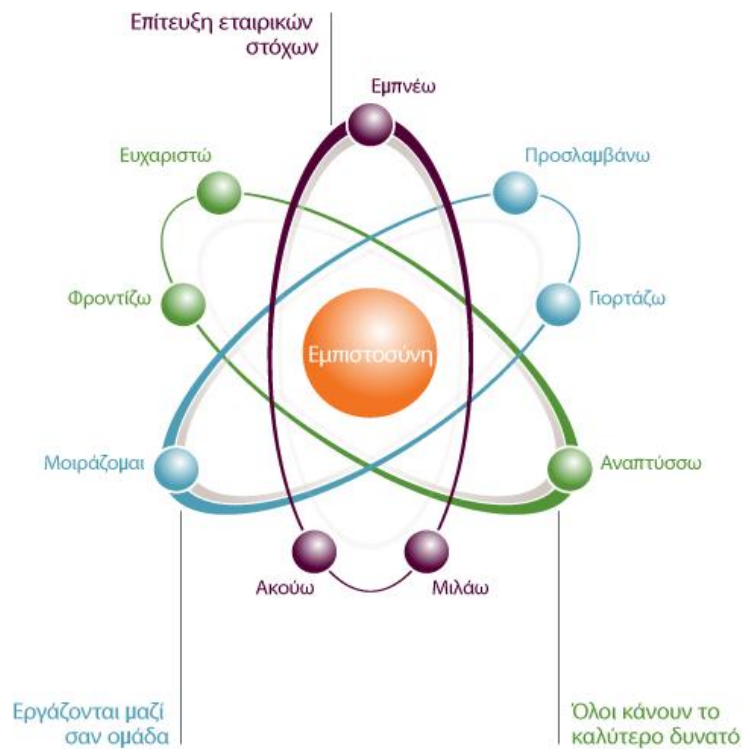 Επίτευξη εταιρικών
στόχων
Εμπνέω
Ευχαριστώ
Προσλαμβάνω
Φροντίζω
Γιορτάζω
Εμπιστοσύνη
Μοιράζομαι
Αναπτύσσω
Ακούω
Μιλάω
Εργάζονται μαζί
σαν ομάδα
Όλοι κάνουν το
καλύτερο δυνατό